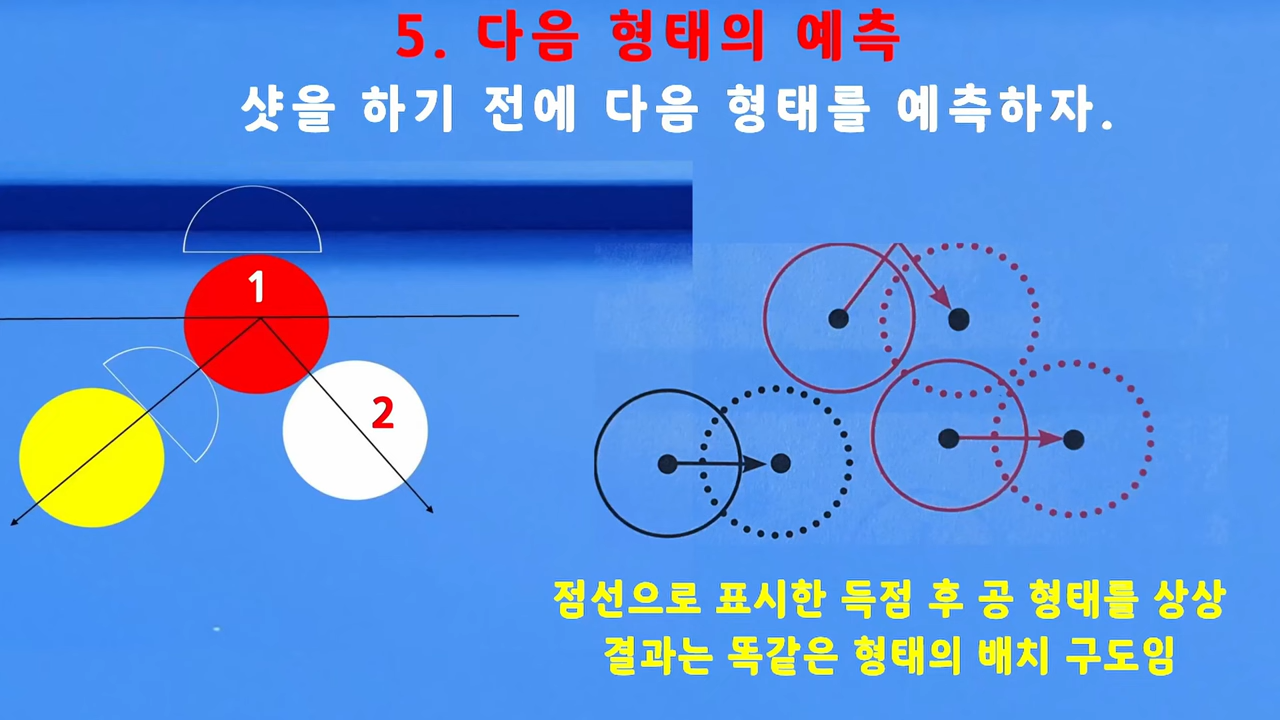 5. 다음 형태의 예측
샷을 하기 전에 다음 형태를 예측하자.
1
2
점선으로 표시한 득점 후 공 형태를 상상
결과는 똑같은 형태의 배치 구도임